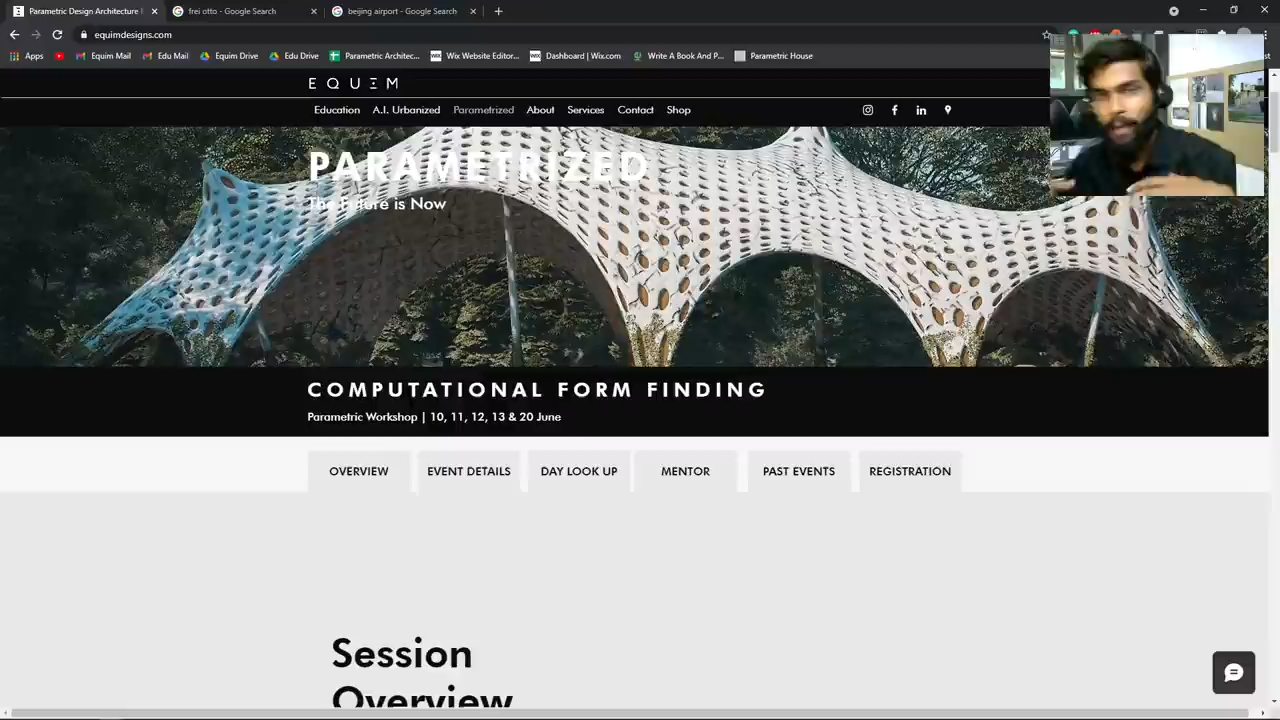 Parametric Design Architecture
frei otto - Google Search
beijing airport - Google Search
equimdesigns.com
Apps
Equim Mail
Edu Mail
Equim Drive
Edu Drive
Parametric Architec...
Wix Website Editor...
Dashboard | Wix.com
Write A Book And P...
Parametric House
EQUIM
Education
A.I. Urbanized
Parametrized
About
Services
Contact
Shop
PARAMETRIZED
The Future is Now
COMPUTATIONAL FORM FINDING
Parametric Workshop | 10, 11, 12, 13 & 20 June
OVERVIEW
EVENT DETAILS
DAY LOOK UP
MENTOR
PAST EVENTS
REGISTRATION
Session
Overview